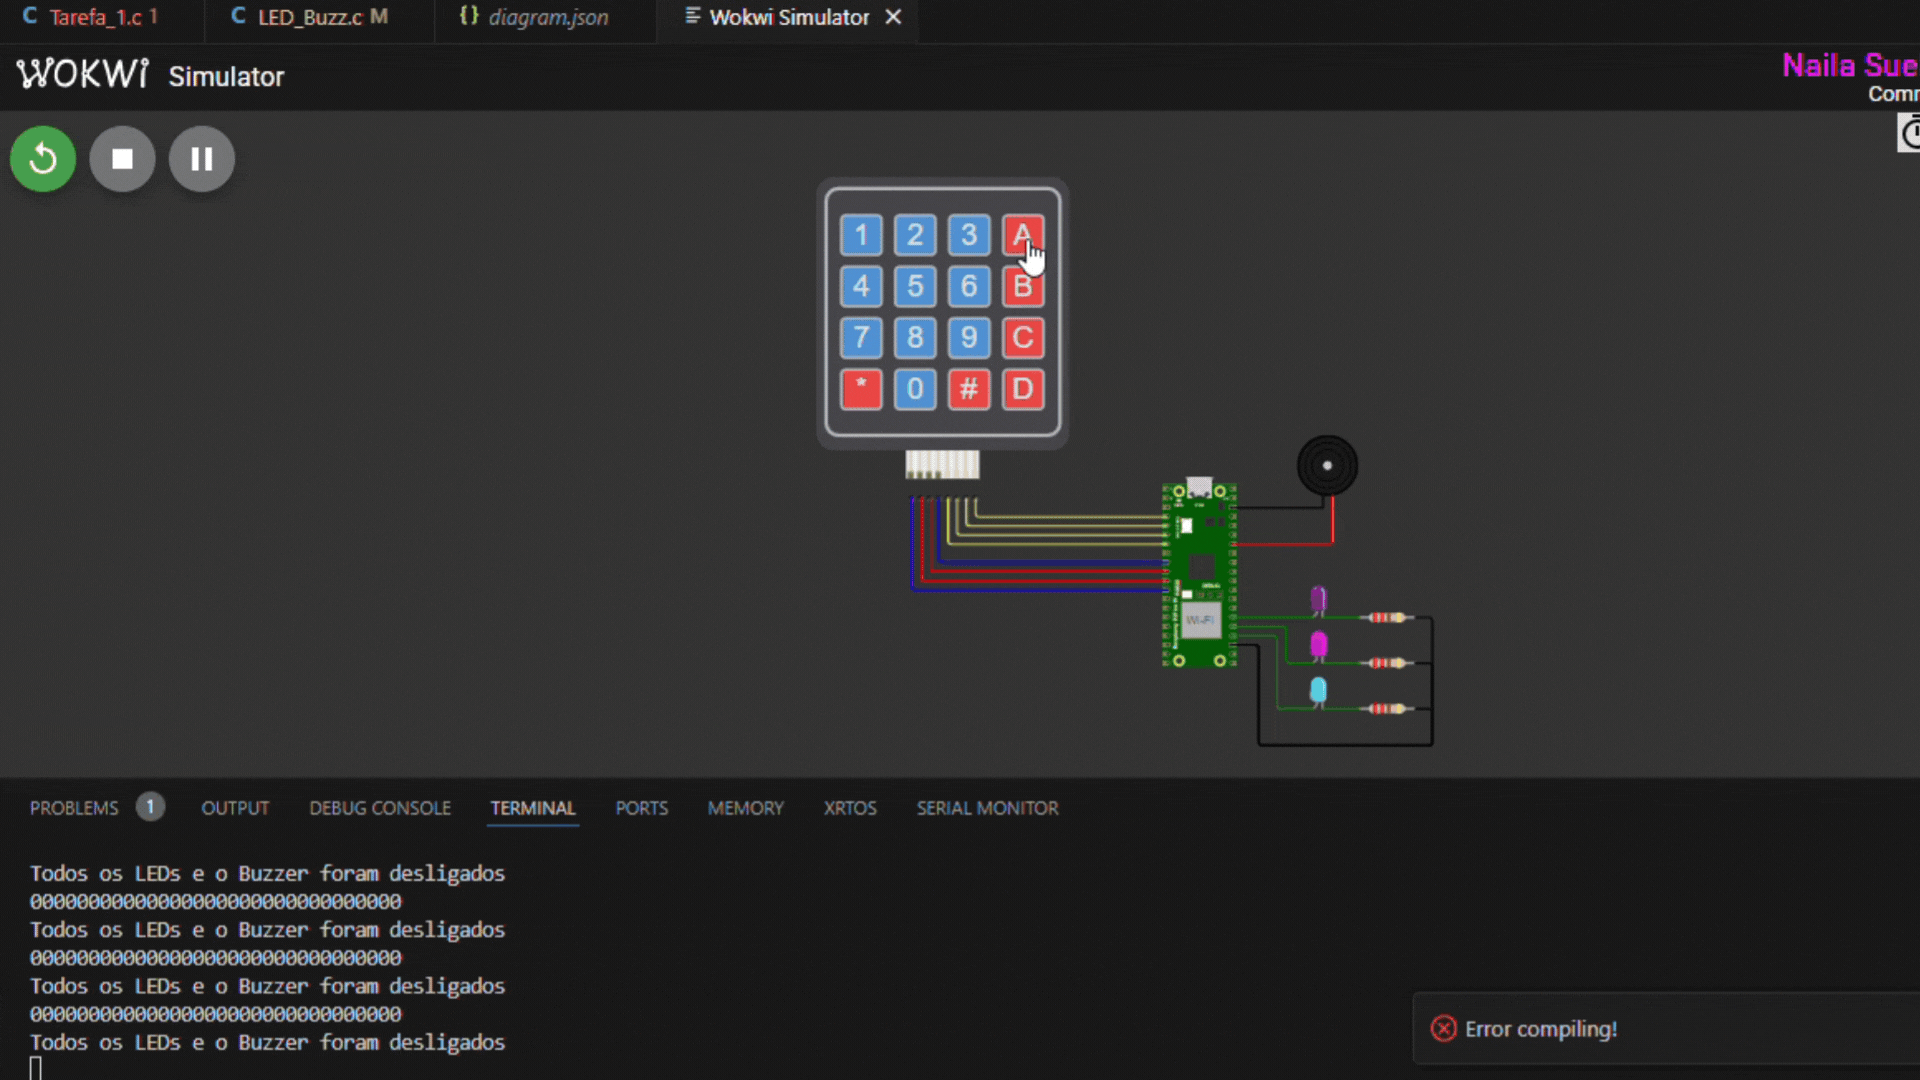 C Tarefa_1.c 1 C LED_Buzz.c M {} diagram.json Wokwi Simulator
WOKWI Simulator
Naila Sue
Comr
1 2 3 A
4 5 6 B
7 8 9 C
* 0 # D
Wi-Fi
PROBLEMS 1 OUTPUT DEBUG CONSOLE TERMINAL PORTS MEMORY XRTOS SERIAL MONITOR
Todos os LEDs e o Buzzer foram desligados
00000000000000000000000000000000
Todos os LEDs e o Buzzer foram desligados
00000000000000000000000000000000
Todos os LEDs e o Buzzer foram desligados
00000000000000000000000000000000
Todos os LEDs e o Buzzer foram desligados
Error compiling!